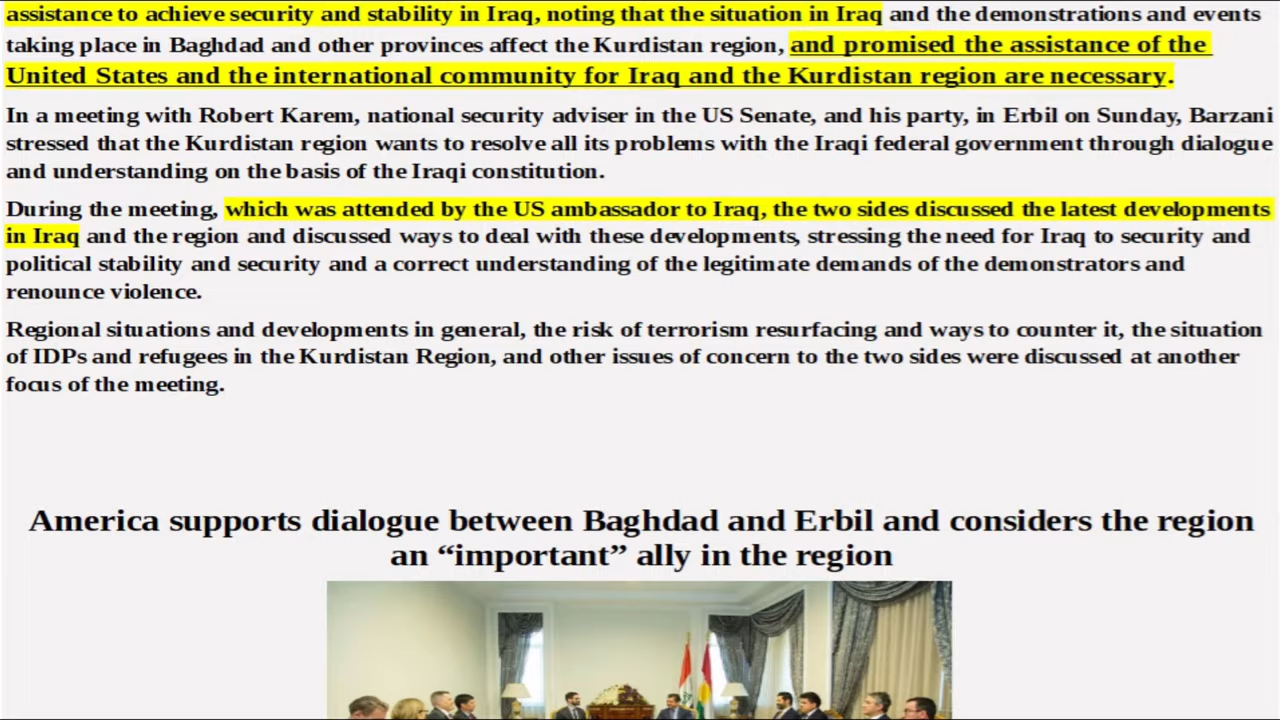 assistance to achieve security and stability in Iraq, noting that the situation in Iraq and the demonstrations and events
taking place in Baghdad and other provinces affect the Kurdistan region, and promised the assistance of the
United States and the international community for Iraq and the Kurdistan region are necessary.
In a meeting with Robert Karem, national security adviser in the US Senate, and his party, in Erbil on Sunday, Barzani
stressed that the Kurdistan region wants to resolve all its problems with the Iraqi federal government through dialogue
and understanding on the basis of the Iraqi constitution.
During the meeting, which was attended by the US ambassador to Iraq, the two sides discussed the latest developments
in Iraq and the region and discussed ways to deal with these developments, stressing the need for Iraq to security and
political stability and security and a correct understanding of the legitimate demands of the demonstrators and
renounce violence.
Regional situations and developments in general, the risk of terrorism resurfacing and ways to counter it, the situation
of IDPs and refugees in the Kurdistan Region, and other issues of concern to the two sides were discussed at another
focus of the meeting.
America supports dialogue between Baghdad and Erbil and considers the region
an “important” ally in the region